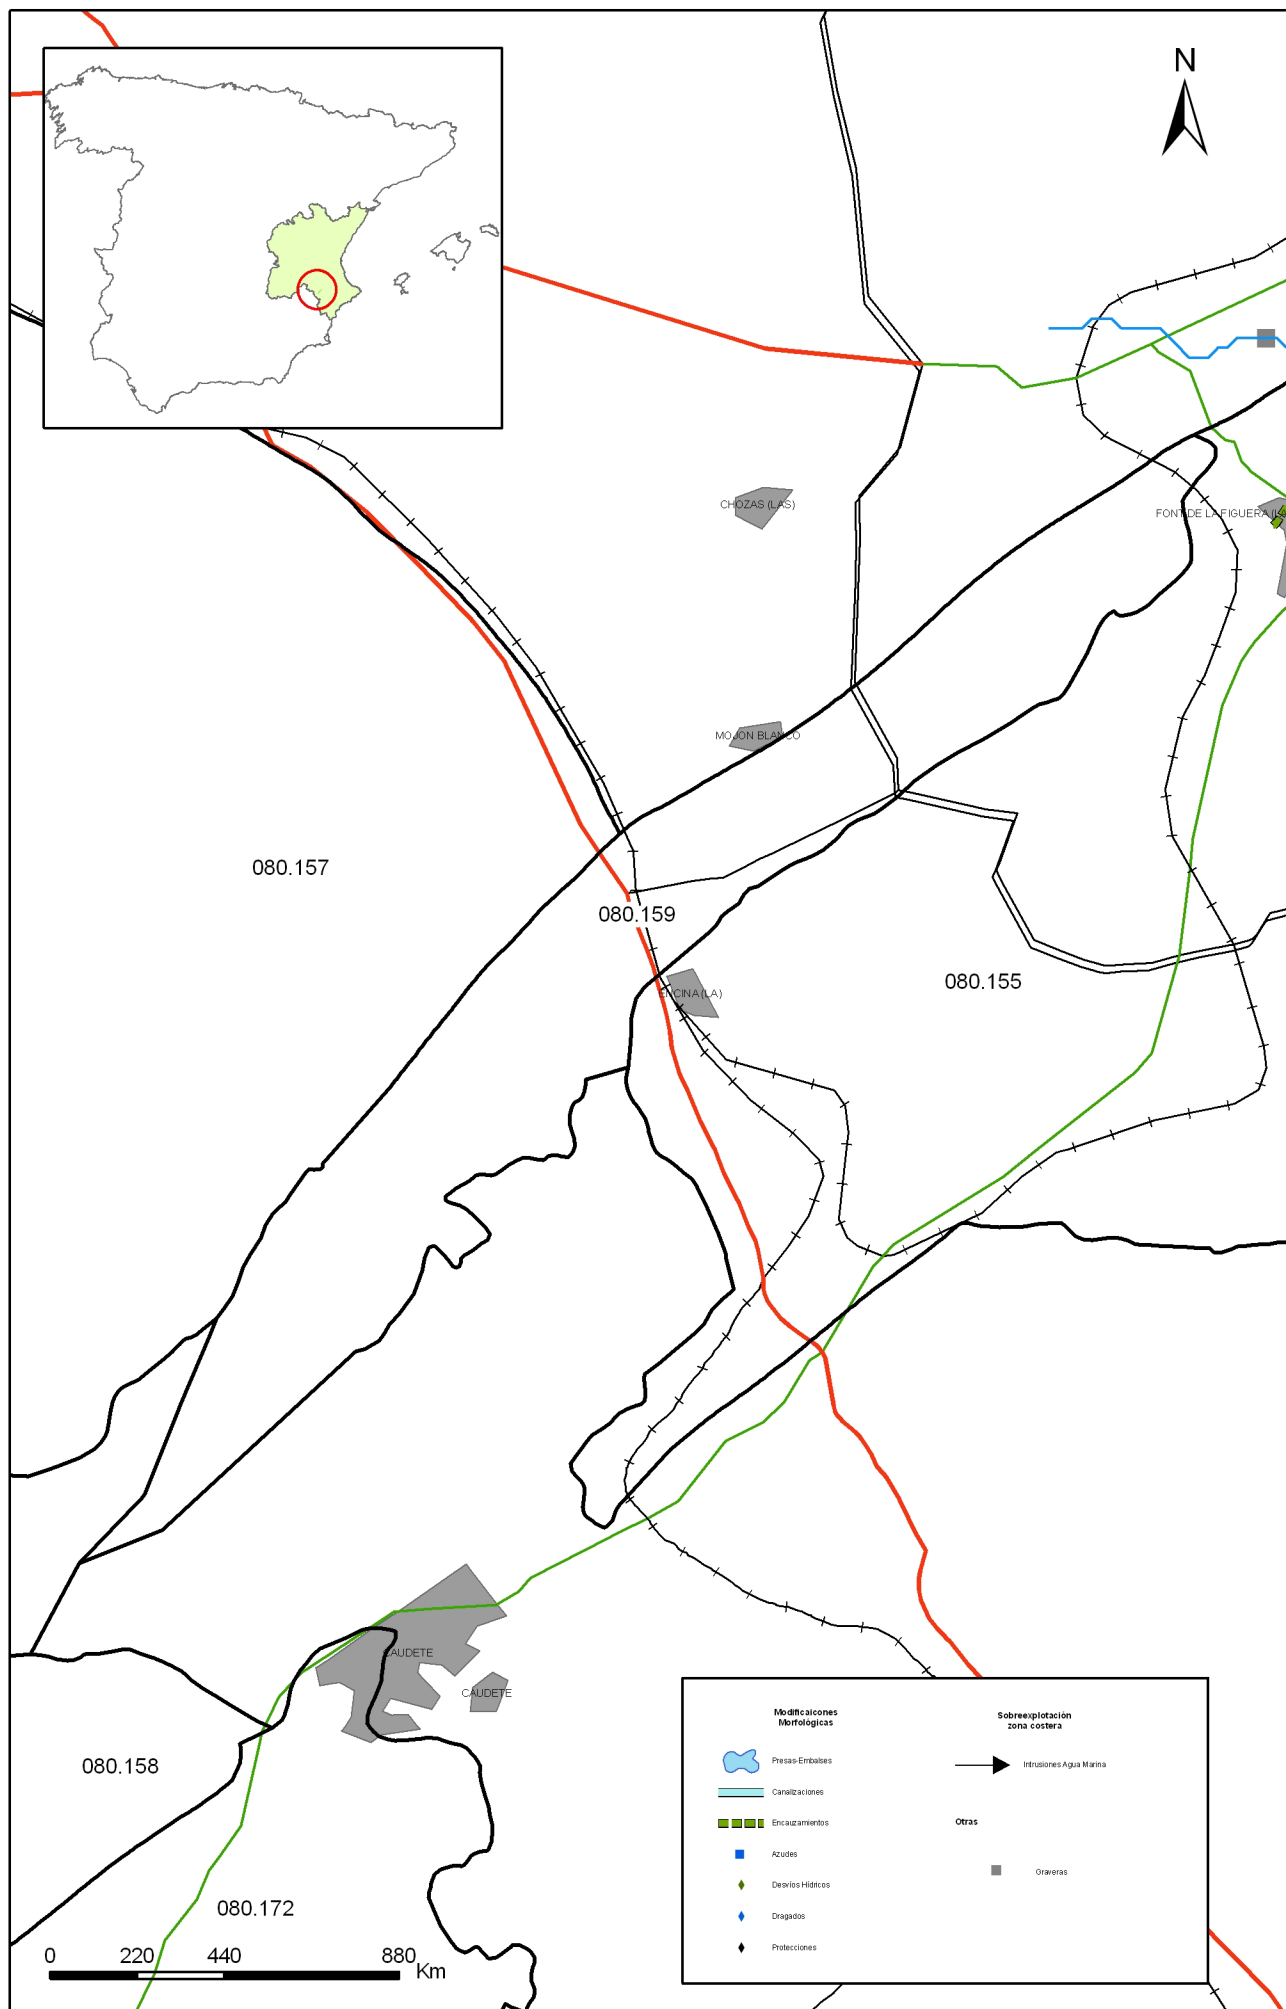 N
CHOZAS (LAS)
FONT DE LA FIGUERA (L
MOJON BLANCO
080.157
080.159
080.155
ENCINA (LA)
CAUDETE
CAUDETE
080.158
080.172
0 220 440 880
Km
Modificaicones
Morfológicas
Presas-Embalses
Canalizaciones
Encauzamientos
Azudes
Desvíos Hídricos
Dragados
Protecciones
Sobreexplotación
zona costera
Intrusiones Agua Marina
Otras
Graveras